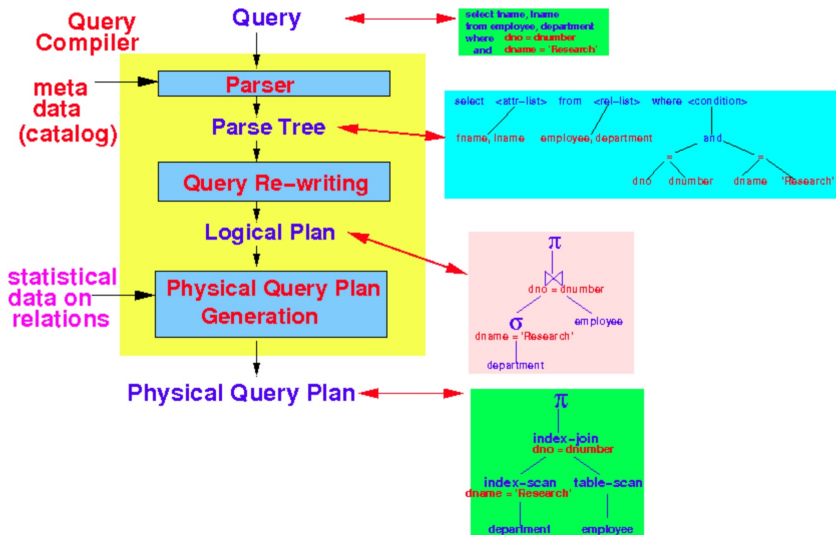 Query
Compiler
Query
select fname, lname
from employee, department
where dno = dnumber
and dname = 'Research'
meta
data
(catalog)
Parser
Parse Tree
select <attr-list> from <rel-list> where <condition>
fname, lname employee, department and
= =
dno dnumber dname 'Research'
Query Re-writing
Logical Plan
π
dno = dnumber
σ
dname = 'Research'
employee
department
statistical
data on
relations
Physical Query Plan
Generation
Physical Query Plan
π
index-join
dno = dnumber
index-scan table-scan
dname = 'Research'
department employee